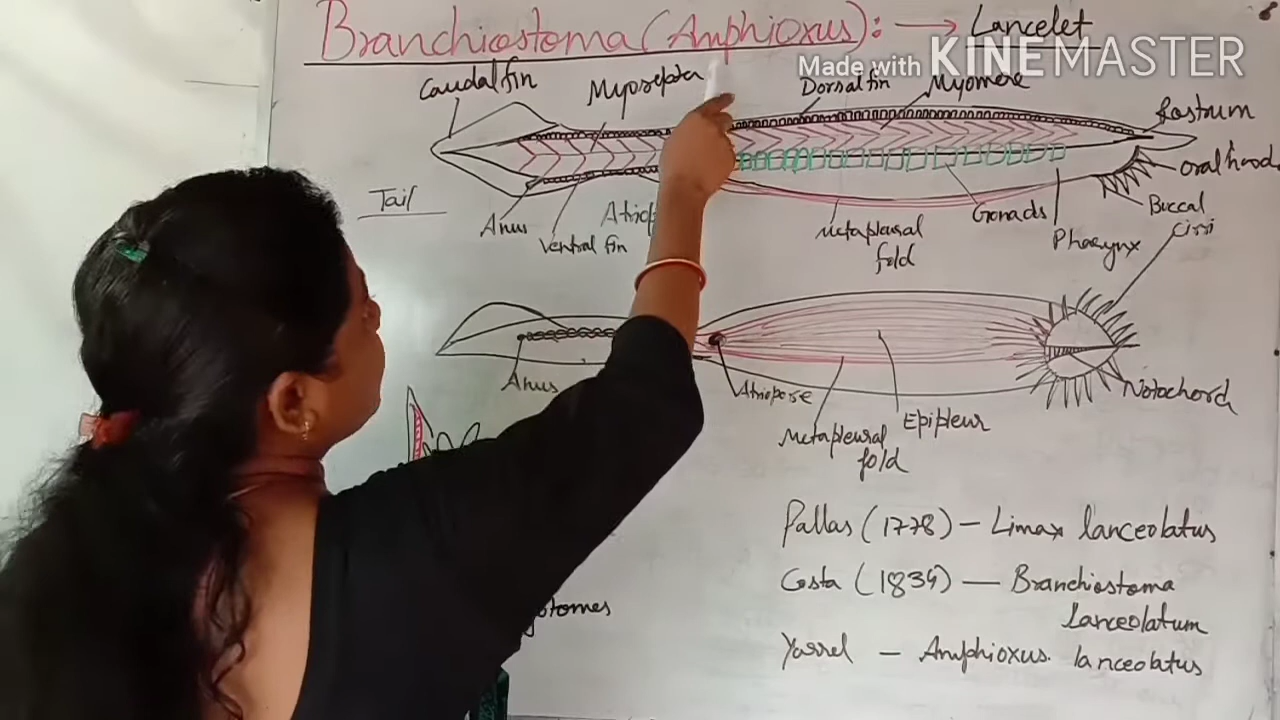 Branchiostoma (Amphioxus): → Lancelet
Made with KINEMASTER
Caudal fin
Myosepta
Dorsal fin
Myomere
Rostrum
Oral hood
Buccal cirri
Tail
Anus
Ventral fin
Atriop
Metapleural fold
Gonads
Pharynx
Anus
Atriopore
Metapleural fold
Epipleur
Notochord
Pallas (1778) – Limax lanceolatus
Costa (1834) — Branchiostoma lanceolatum
Yarrel – Amphioxus. lanceolatus